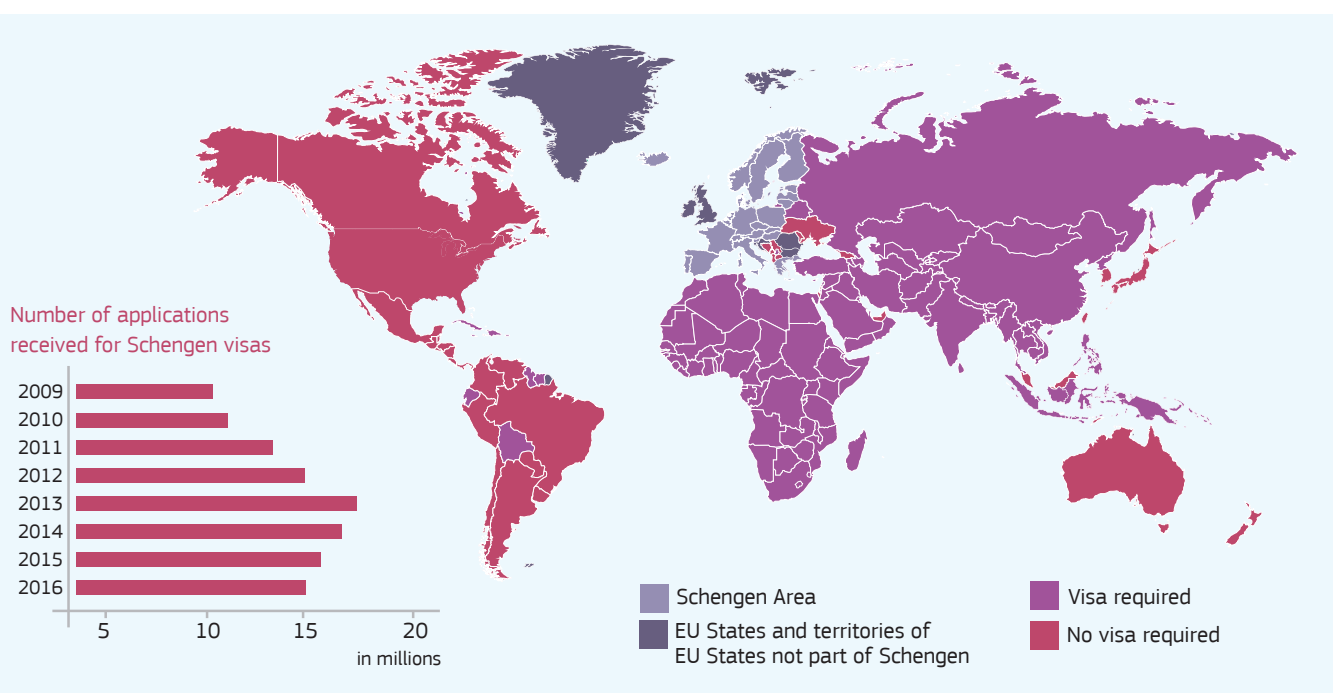 Number of applications
received for Schengen visas
2009
2010
2011
2012
2013
2014
2015
2016
5 10 15 20
in millions
Schengen Area
EU States and territories of
EU States not part of Schengen
Visa required
No visa required